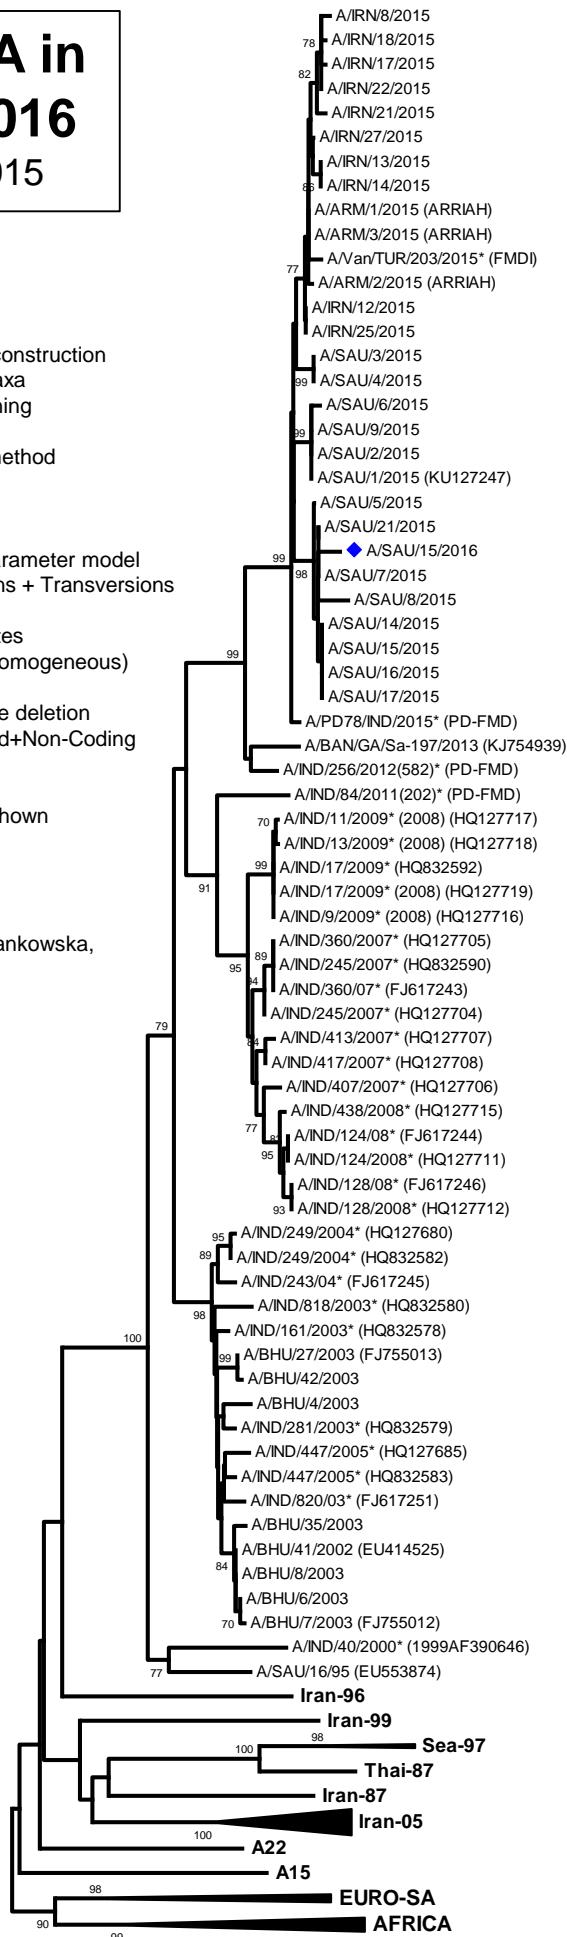 A in
016
015
A/IRN/8/2015
78
A/IRN/18/2015
A/IRN/17/2015
82
A/IRN/22/2015
A/IRN/21/2015
A/IRN/27/2015
A/IRN/13/2015
86
A/IRN/14/2015
A/ARM/1/2015 (ARRIAH)
A/ARM/3/2015 (ARRIAH)
A/Van/TUR/203/2015* (FMDI)
77
A/ARM/2/2015 (ARRIAH)
A/IRN/12/2015
A/IRN/25/2015
onstruction
A/SAU/3/2015
axa
99
A/SAU/4/2015
ning
A/SAU/6/2015
99
A/SAU/9/2015
ethod
A/SAU/2/2015
A/SAU/1/2015 (KU127247)
A/SAU/5/2015
A/SAU/21/2015
rameter model
99
A/SAU/15/2016
ns + Transversions
98
A/SAU/7/2015
A/SAU/8/2015
tes
A/SAU/14/2015
omogeneous)
99
A/SAU/15/2015
A/SAU/16/2015
A/SAU/17/2015
e deletion
A/PD78/IND/2015* (PD-FMD)
d+Non-Coding
A/BAN/GA/Sa-197/2013 (KJ754939)
A/IND/256/2012(582)* (PD-FMD)
A/IND/84/2011(202)* (PD-FMD)
hown
70
A/IND/11/2009* (2008) (HQ127717)
A/IND/13/2009* (2008) (HQ127718)
99
A/IND/17/2009* (HQ832592)
91
A/IND/17/2009* (2008) (HQ127719)
A/IND/9/2009* (2008) (HQ127716)
ankowska,
A/IND/360/2007* (HQ127705)
89
95
A/IND/245/2007* (HQ832590)
94
A/IND/360/07* (FJ617243)
A/IND/245/2007* (HQ127704)
79
84
A/IND/413/2007* (HQ127707)
A/IND/417/2007* (HQ127708)
A/IND/407/2007* (HQ127706)
A/IND/438/2008* (HQ127715)
77
A/IND/124/08* (FJ617244)
95
A/IND/124/2008* (HQ127711)
A/IND/128/08* (FJ617246)
93
A/IND/128/2008* (HQ127712)
95
A/IND/249/2004* (HQ127680)
89
A/IND/249/2004* (HQ832582)
A/IND/243/04* (FJ617245)
98
A/IND/818/2003* (HQ832580)
A/IND/161/2003* (HQ832578)
100
99
A/BHU/27/2003 (FJ755013)
A/BHU/42/2003
A/BHU/4/2003
A/IND/281/2003* (HQ832579)
A/IND/447/2005* (HQ127685)
A/IND/447/2005* (HQ832583)
A/IND/820/03* (FJ617251)
A/BHU/35/2003
A/BHU/41/2002 (EU414525)
84
A/BHU/8/2003
A/BHU/6/2003
70
A/BHU/7/2003 (FJ755012)
A/IND/40/2000* (1999AF390646)
77
A/SAU/16/95 (EU553874)
Iran-96
Iran-99
98
Sea-97
100
Thai-87
Iran-87
Iran-05
100
A22
A15
98
EURO-SA
90
AFRICA
99